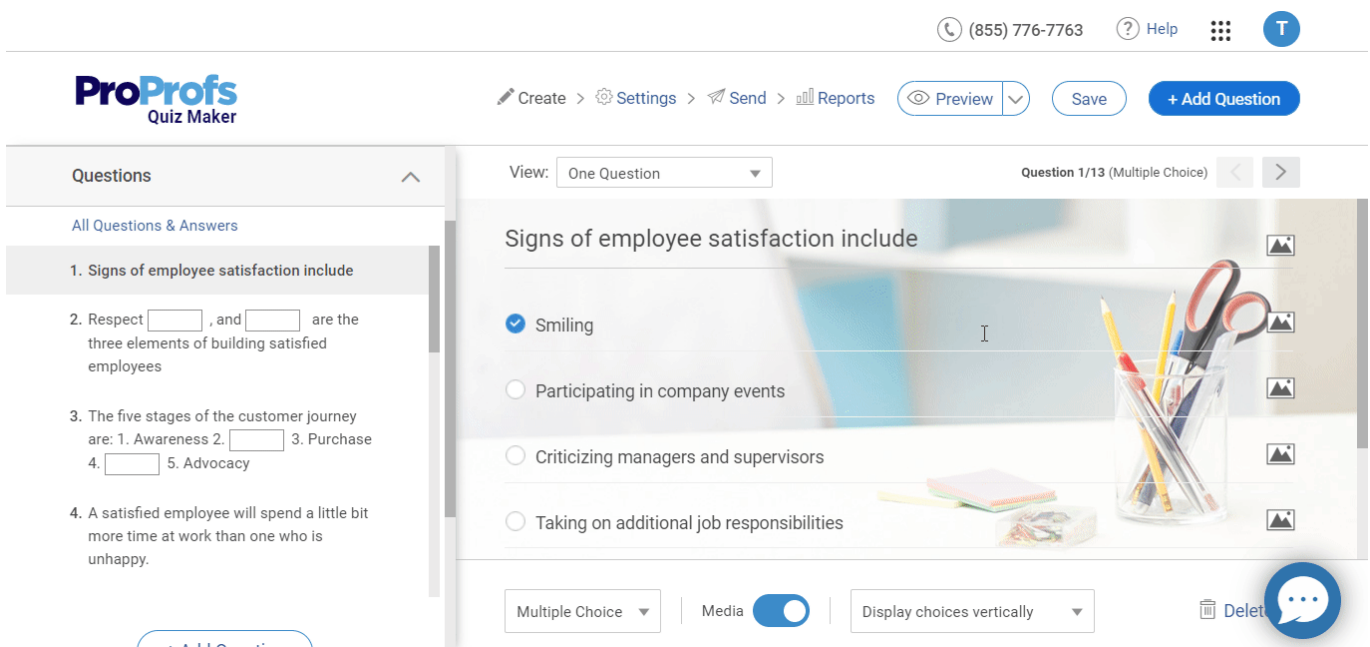 (855) 776-7763 ? Help T
ProProfs
Quiz Maker
Create > Settings > Send > Reports Preview Save + Add Question
Questions
View: One Question
Question 1/13 (Multiple Choice) < >
All Questions & Answers
1. Signs of employee satisfaction include
2. Respect , and are the
three elements of building satisfied
employees
3. The five stages of the customer journey
are: 1. Awareness 2. 3. Purchase
4. 5. Advocacy
4. A satisfied employee will spend a little bit
more time at work than one who is
unhappy.
Signs of employee satisfaction include
Smiling
Participating in company events
Criticizing managers and supervisors
Taking on additional job responsibilities
Multiple Choice Media Display choices vertically Delet